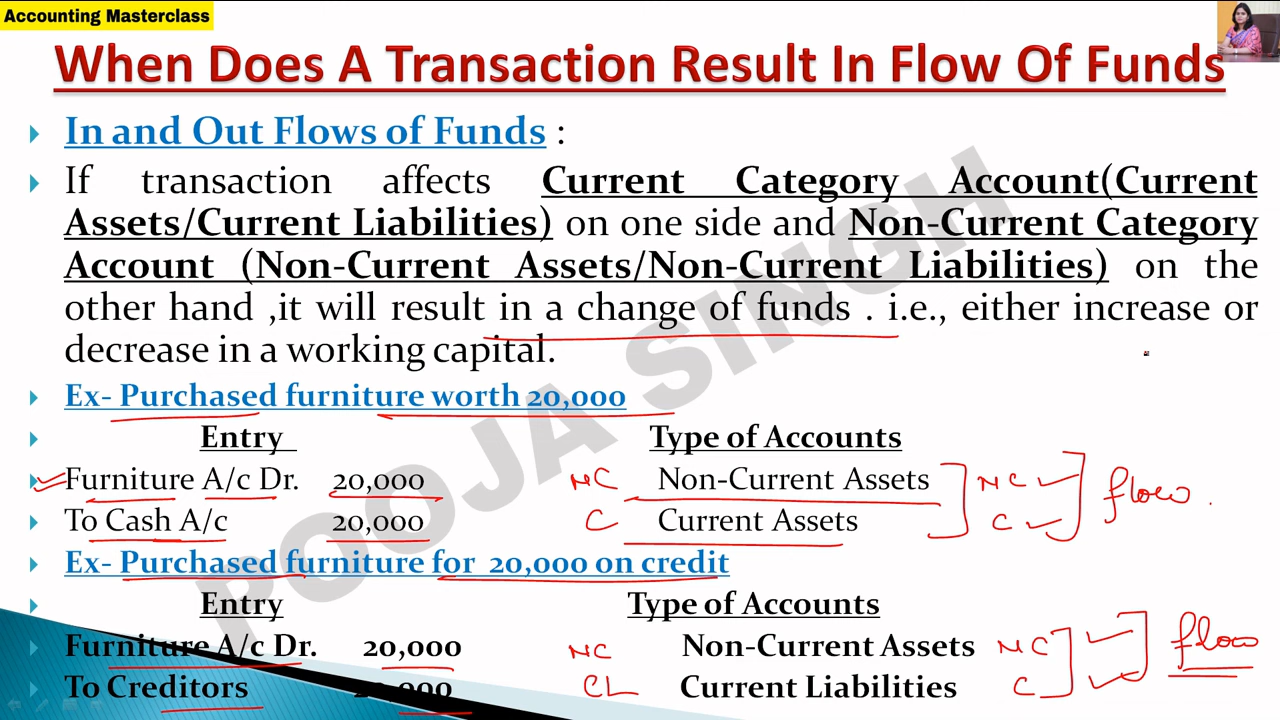 Accounting Masterclass
When Does A Transaction Result In Flow Of Funds
In and Out Flows of Funds :
If transaction affects Current Category Account(Current
Assets/Current Liabilities) on one side and Non-Current Category
Account (Non-Current Assets/Non-Current Liabilities) on the
other hand ,it will result in a change of funds . i.e., either increase or
decrease in a working capital.
Ex- Purchased furniture worth 20,000
Entry Type of Accounts
Furniture A/c Dr. 20,000 NC Non-Current Assets NC flow
To Cash A/c 20,000 C Current Assets C
Ex- Purchased furniture for 20,000 on credit
Entry Type of Accounts
Furniture A/c Dr. 20,000 NC Non-Current Assets NC flow
To Creditors 20,000 CL Current Liabilities C
POOJA SINGH